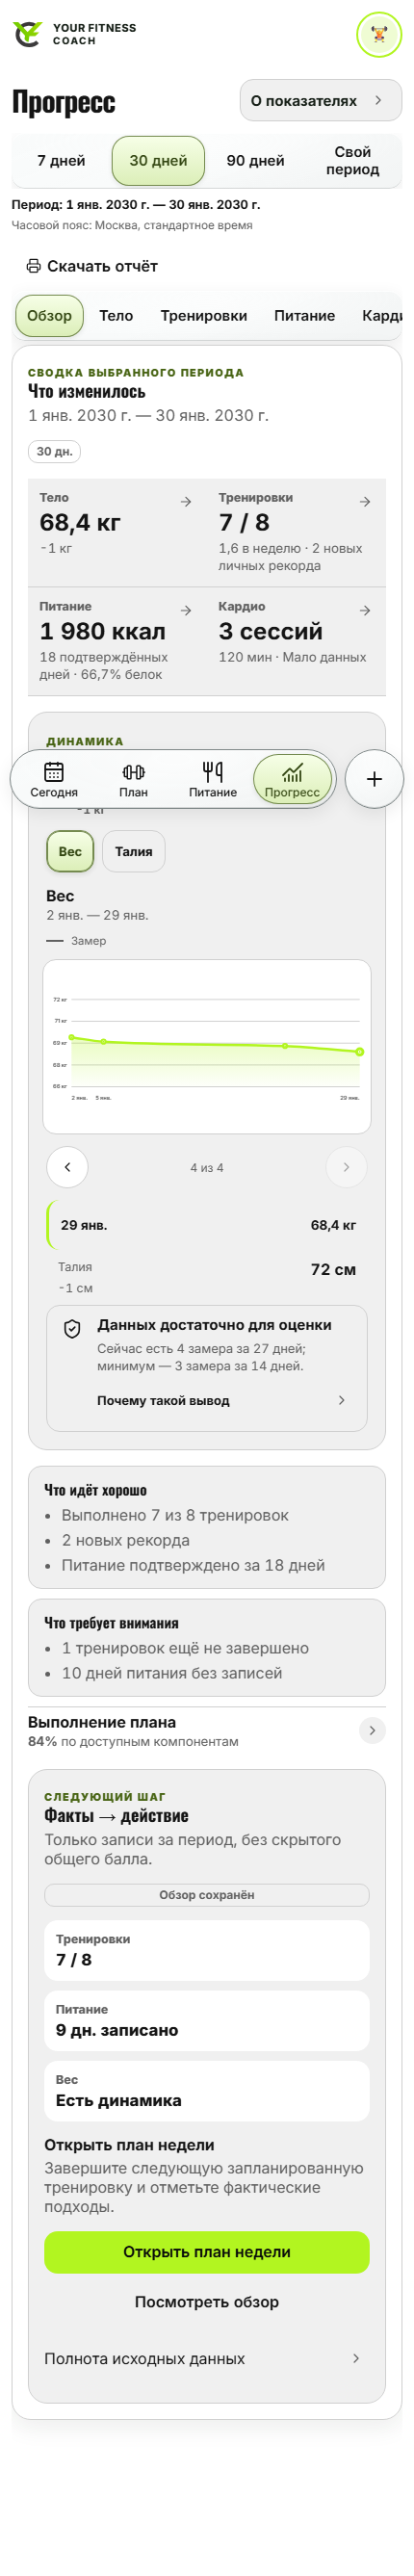 YOUR FITNESS
COACH
Прогресс
О показателях
7 дней
30 дней
90 дней
Свой
период
Период: 1 янв. 2030 г. — 30 янв. 2030 г.
Часовой пояс: Москва, стандартное время
Скачать отчёт
Обзор
Тело
Тренировки
Питание
Карди
СВОДКА ВЫБРАННОГО ПЕРИОДА
Что изменилось
1 янв. 2030 г. — 30 янв. 2030 г.
30 дн.
Тело
68,4 кг
-1 кг
Тренировки
7 / 8
1,6 в неделю · 2 новых
личных рекорда
Питание
1 980 ккал
18 подтверждённых
дней · 66,7% белок
Кардио
3 сессий
120 мин · Мало данных
ДИНАМИКА
Сегодня
План
Питание
Прогресс
-1 кг
Вес
Талия
Вес
2 янв. — 29 янв.
Замер
72 кг
71 кг
69 кг
68 кг
66 кг
2 янв.
5 янв.
29 янв.
4 из 4
29 янв.
68,4 кг
Талия
72 см
-1 см
Данных достаточно для оценки
Сейчас есть 4 замера за 27 дней;
минимум — 3 замера за 14 дней.
Почему такой вывод
Что идёт хорошо
• Выполнено 7 из 8 тренировок
• 2 новых рекорда
• Питание подтверждено за 18 дней
Что требует внимания
• 1 тренировок ещё не завершено
• 10 дней питания без записей
Выполнение плана
84% по доступным компонентам
СЛЕДУЮЩИЙ ШАГ
Факты → действие
Только записи за период, без скрытого
общего балла.
Обзор сохранён
Тренировки
7 / 8
Питание
9 дн. записано
Вес
Есть динамика
Открыть план недели
Завершите следующую запланированную
тренировку и отметьте фактические
подходы.
Открыть план недели
Посмотреть обзор
Полнота исходных данных